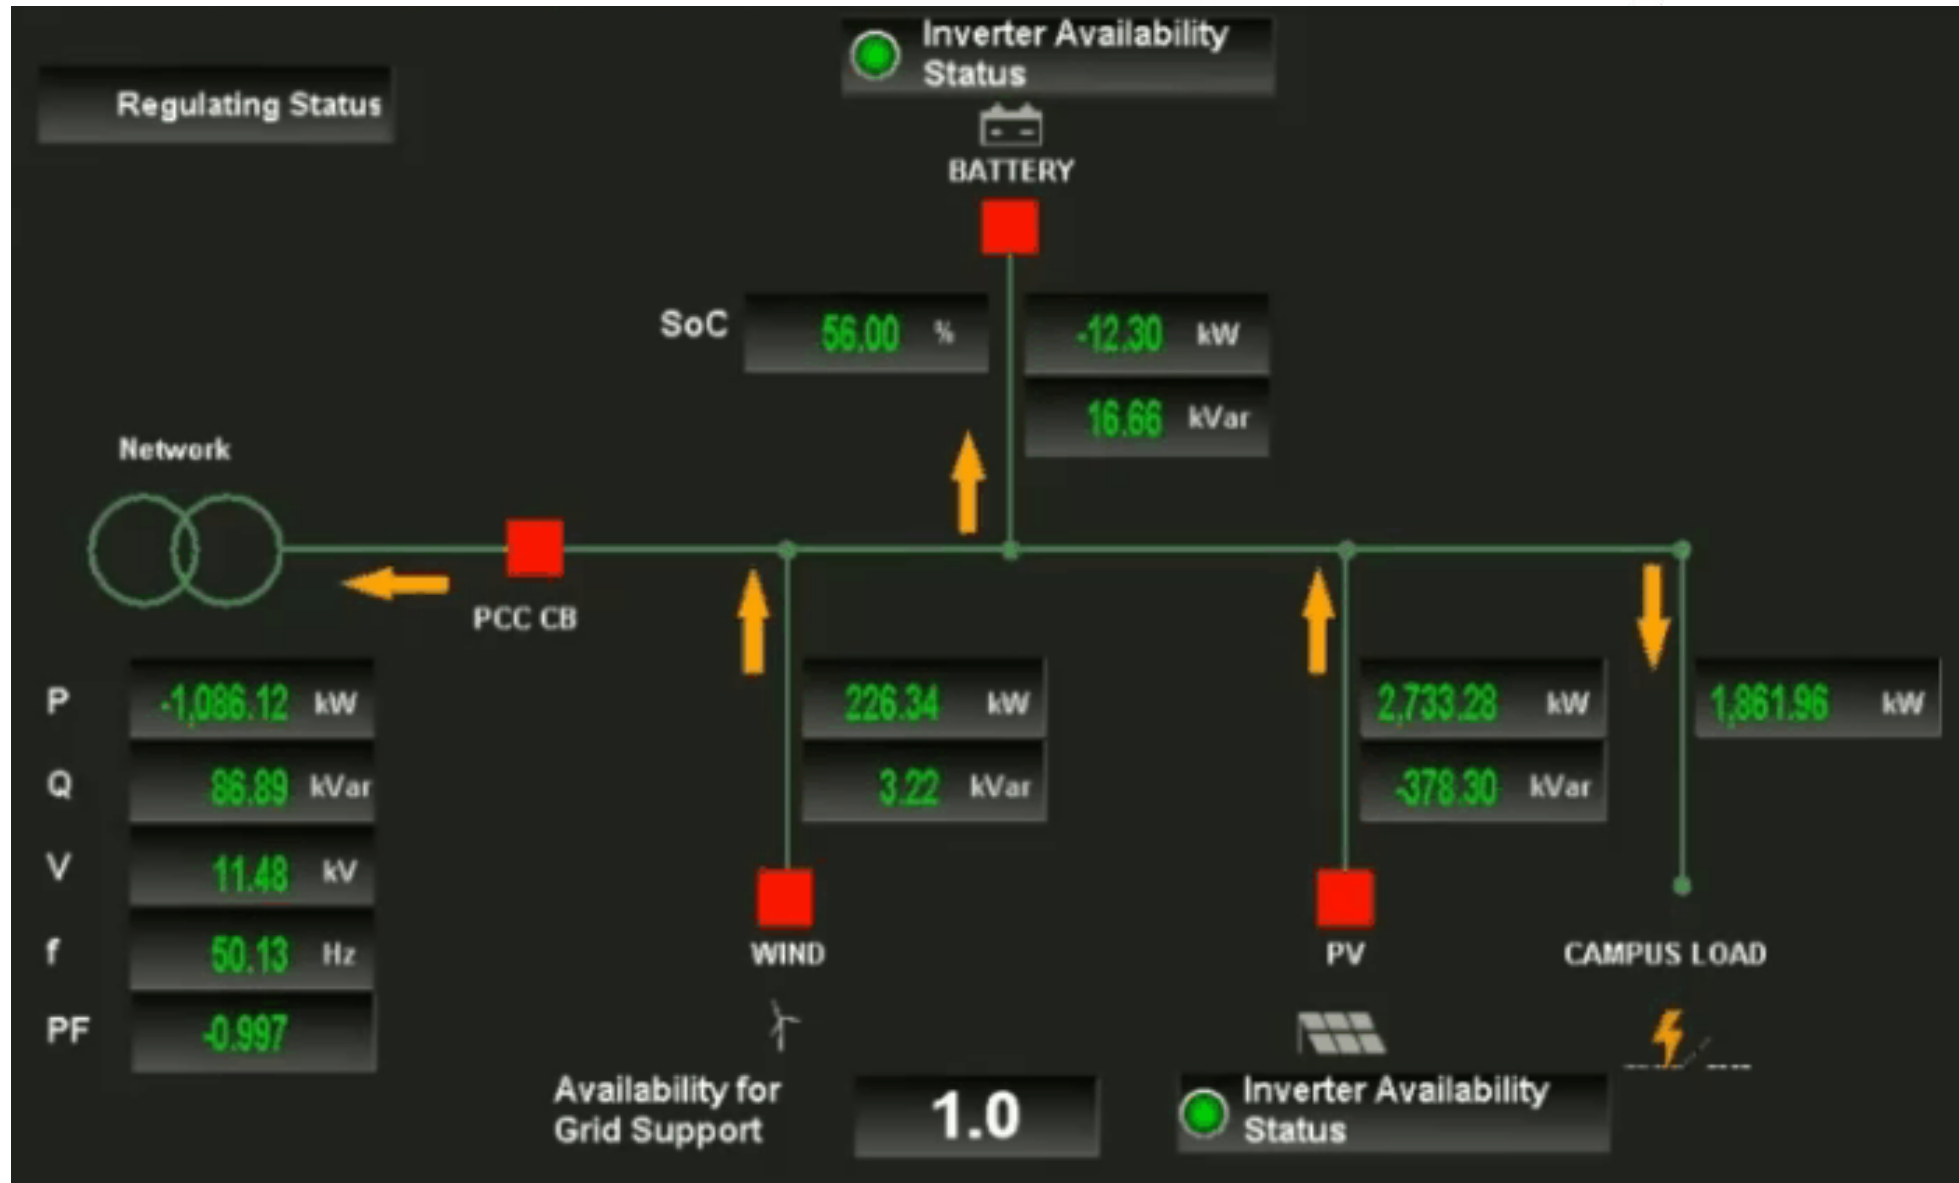 Inverter Availability
Status
Regulating Status
BATTERY
SoC 56.00 % -12.30 kW
16.66 kVar
Network
PCC CB
P -1,086.12 kW 226.34 kW 2,733.28 kW 1,861.96 kW
Q 86.89 kVar 3.22 kVar -378.30 kVar
V 11.48 kV
f 50.13 Hz
WIND PV CAMPUS LOAD
PF -0.997
Availability for
Grid Support
1.0
Inverter Availability
Status